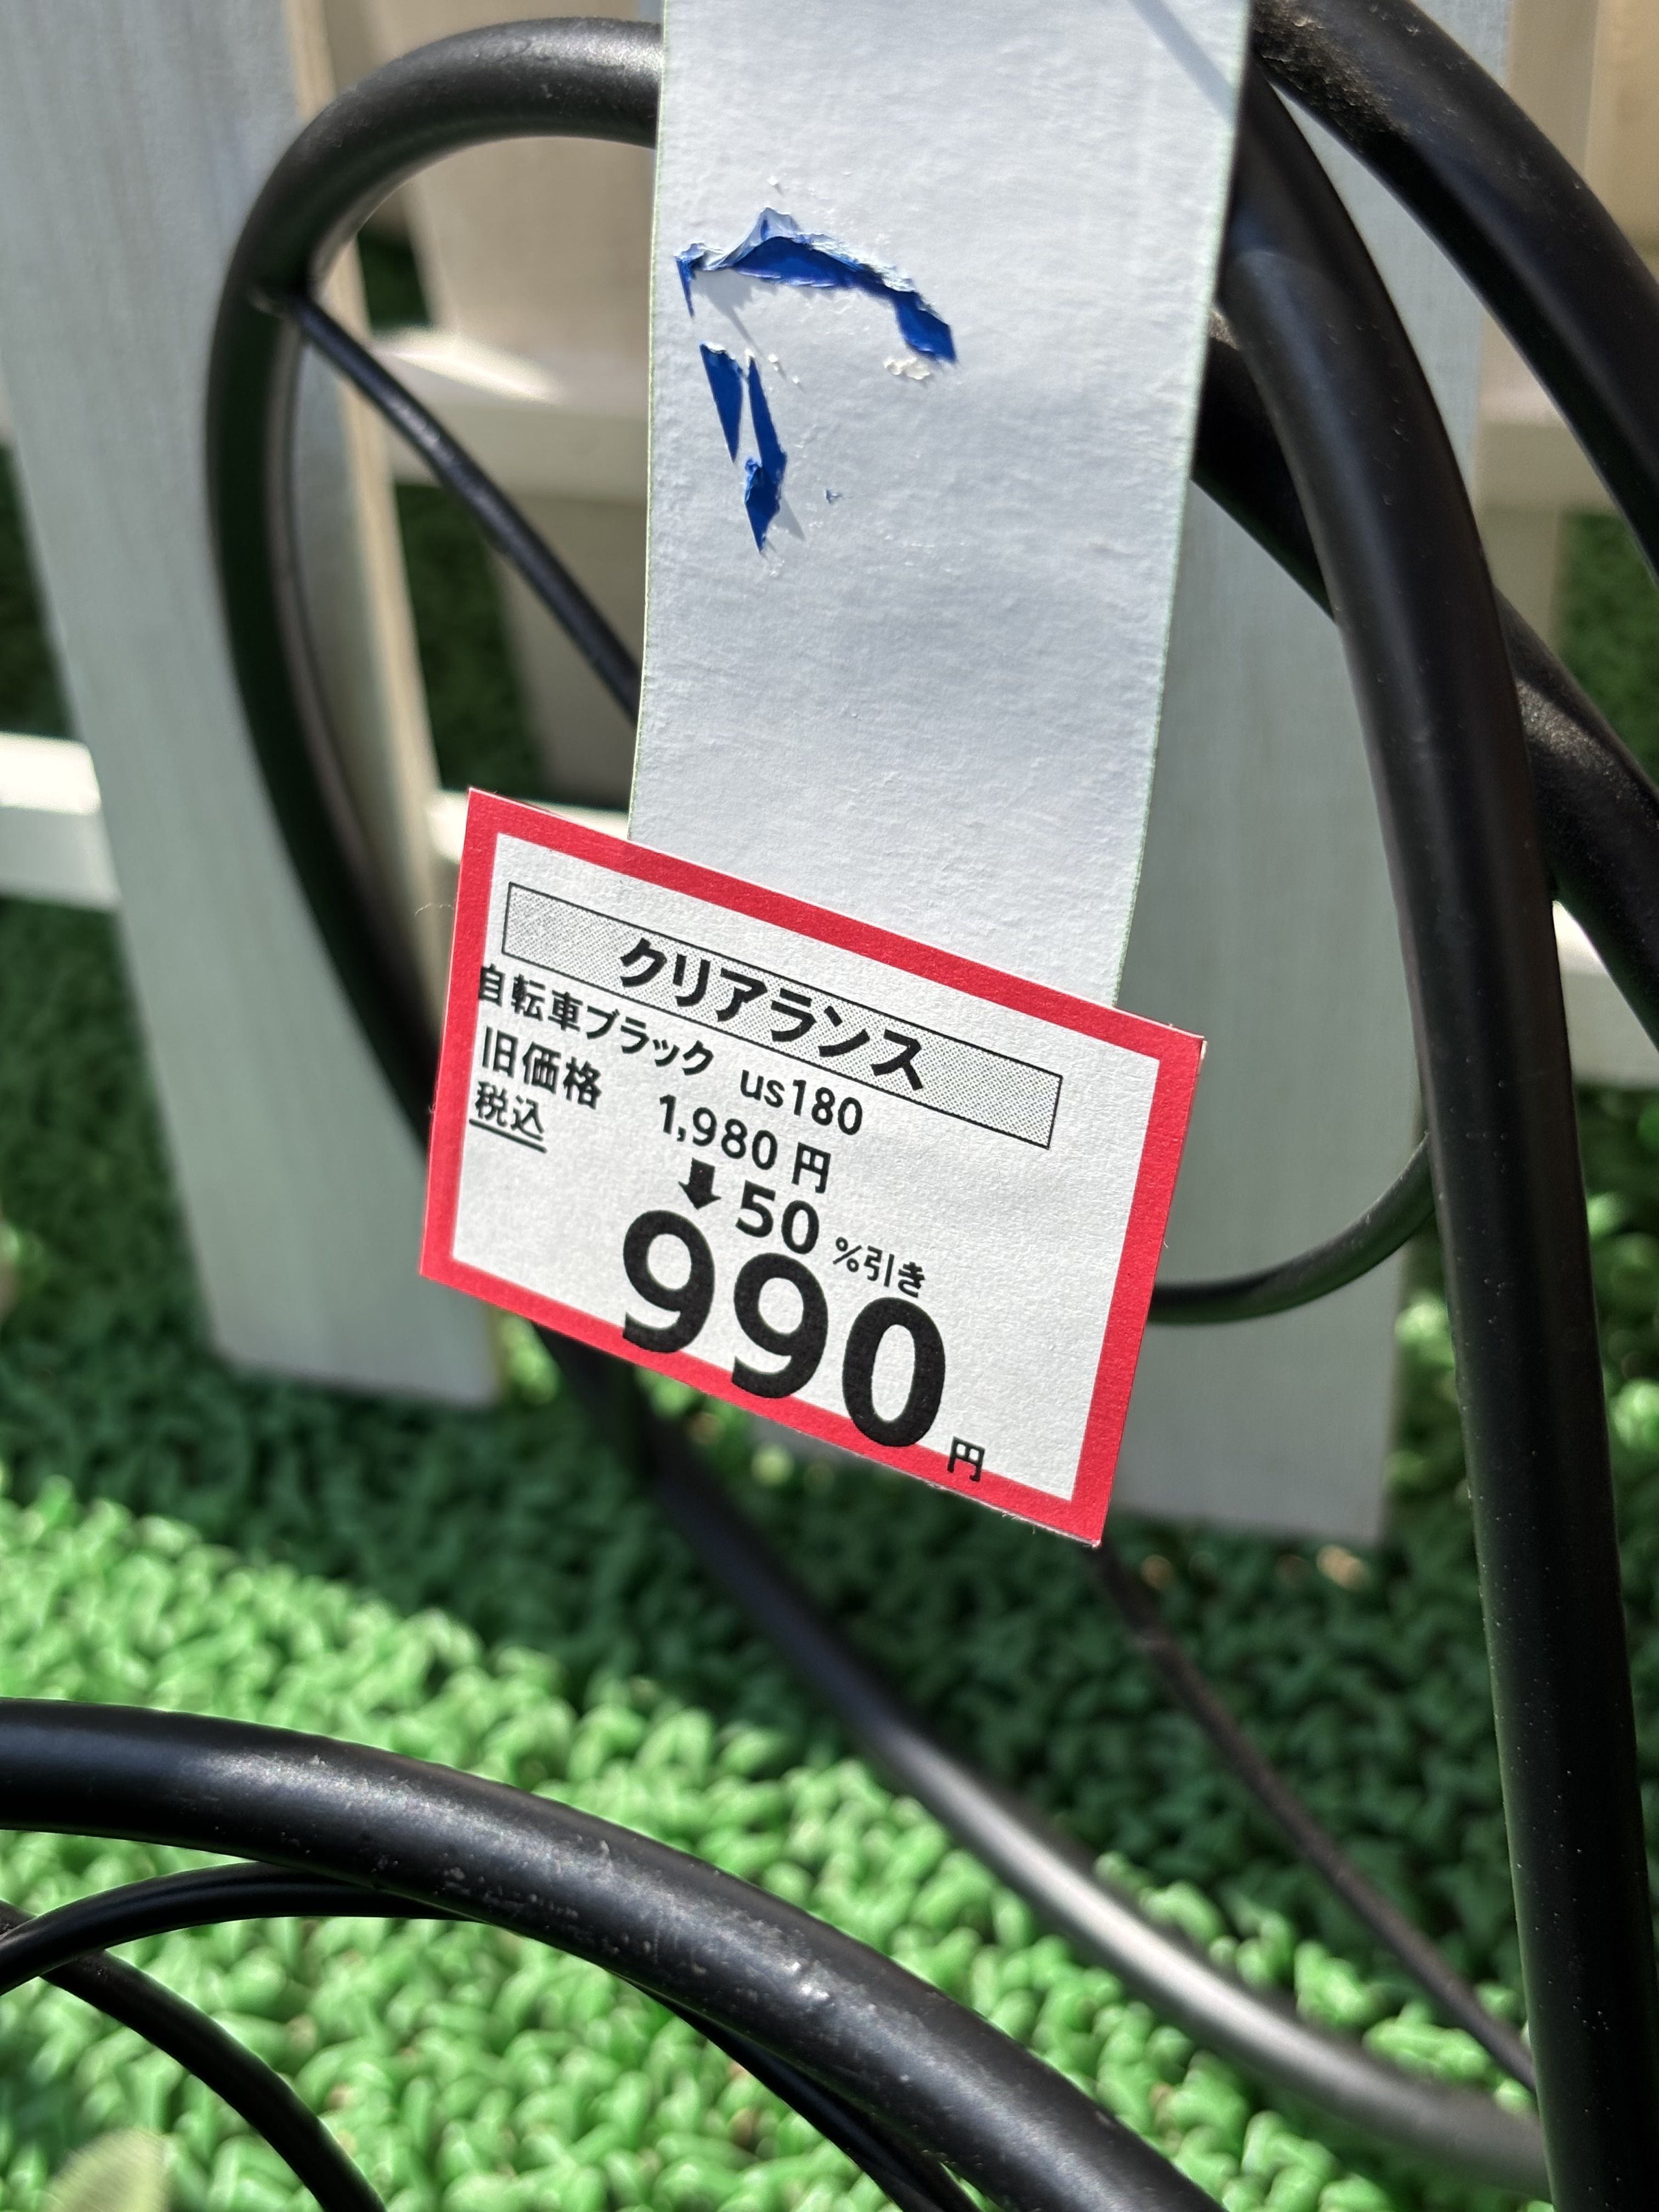 クリアランス
自転車ブラック us180
旧価格 1,980 円
税込
⬇50 %引き
990 円